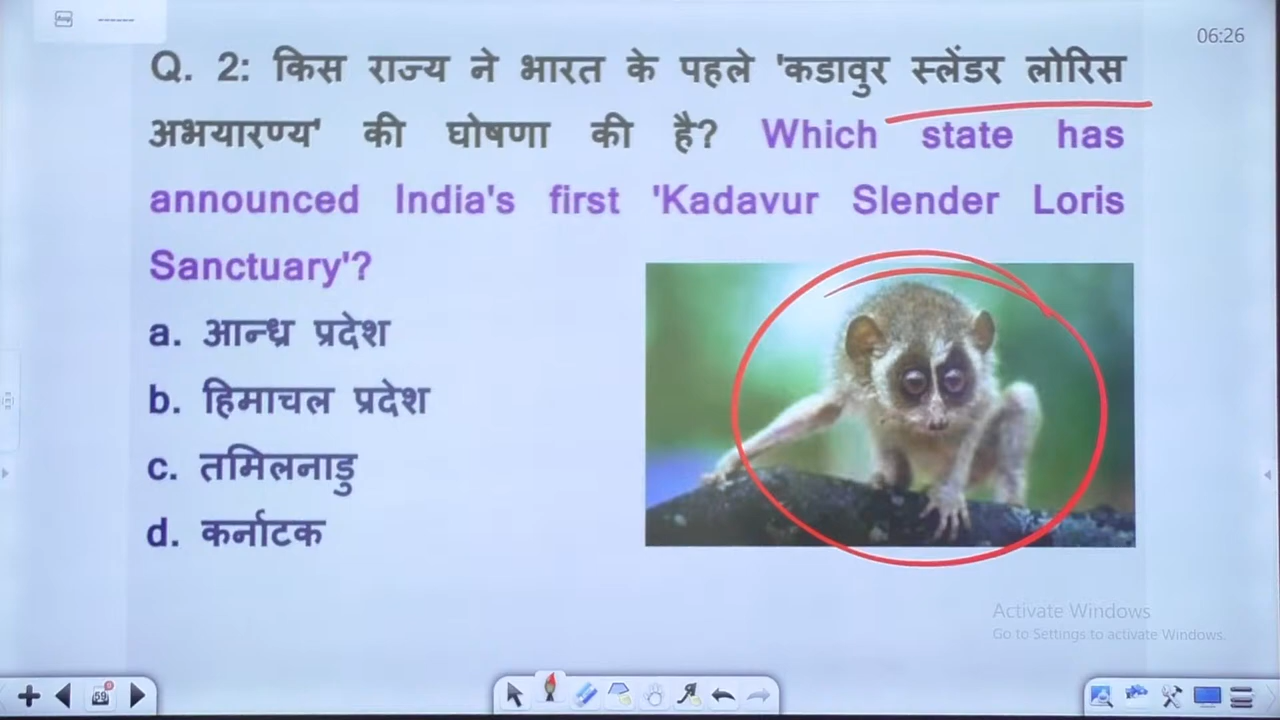 06:26
Q. 2: किस राज्य ने भारत के पहले 'कडावुर स्लेंडर लोरिस
अभयारण्य' की घोषणा की है? Which state has
announced India's first 'Kadavur Slender Loris
Sanctuary'?
a. आन्ध्र प्रदेश
b. हिमाचल प्रदेश
c. तमिलनाडु
d. कर्नाटक
Activate Windows
Go to Settings to activate Windows.
59